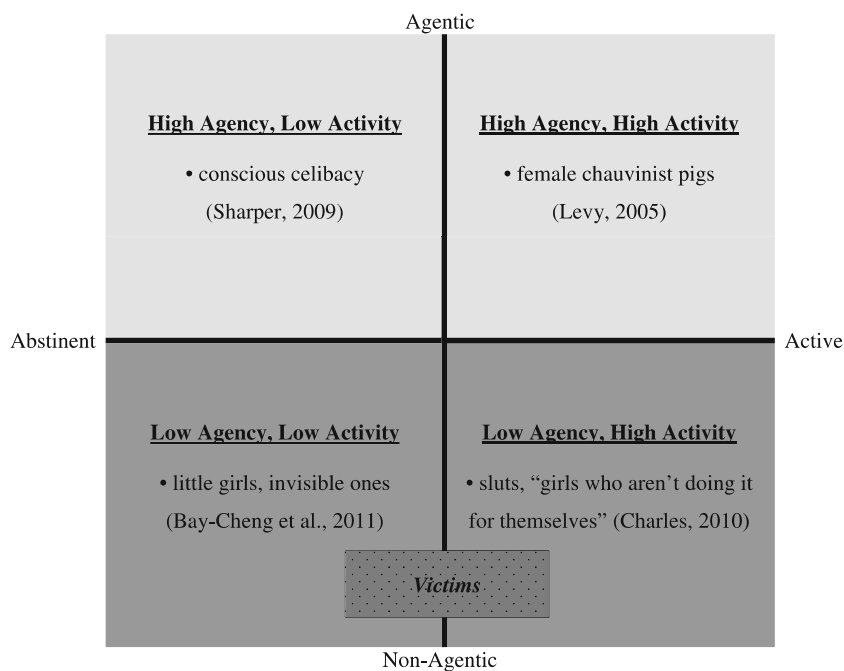 Agentic
High Agency, Low Activity
• conscious celibacy
(Sharper, 2009)
High Agency, High Activity
• female chauvinist pigs
(Levy, 2005)
Abstinent
Active
Low Agency, Low Activity
• little girls, invisible ones
(Bay-Cheng et al., 2011)
Low Agency, High Activity
• sluts, “girls who aren’t doing it
for themselves” (Charles, 2010)
Victims
Non-Agentic